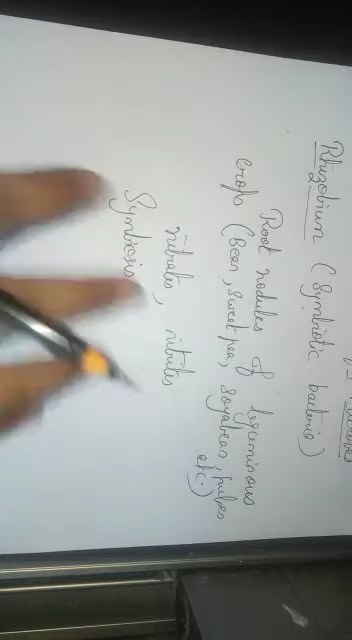 Rhizobium (Symbiotic bacteria)
Root nodules of leguminous
crops (Bean, Sweet pea, Soyabean, pulses
etc.)
nitrates, nitrites
Symbiosis